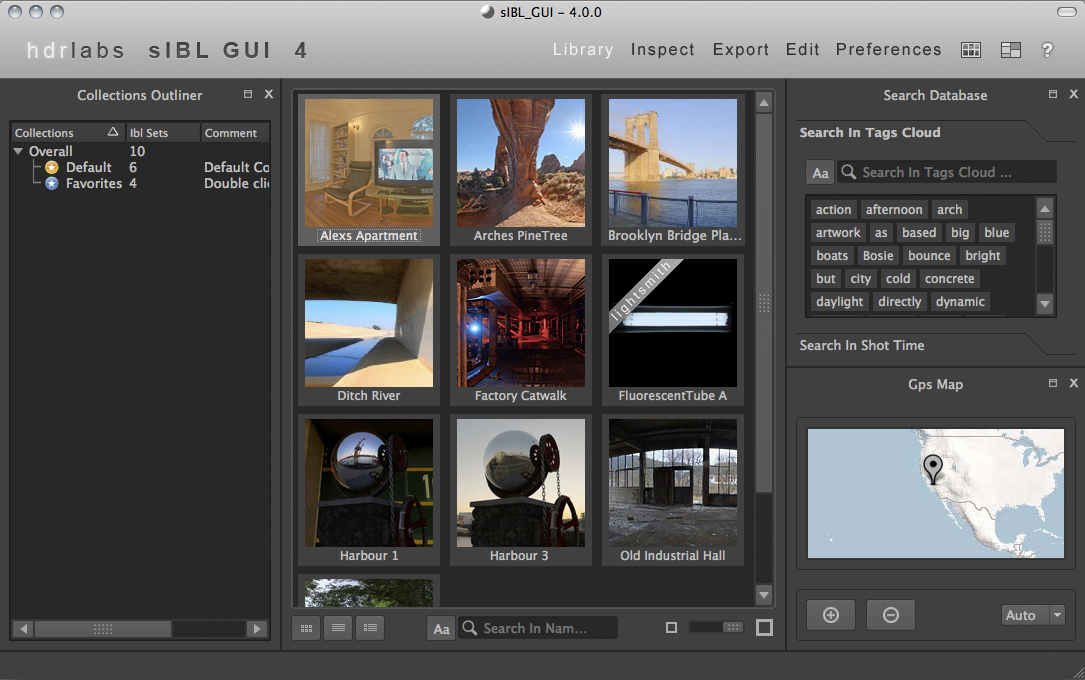 sIBL_GUI - 4.0.0
hdrlabs sIBL GUI 4
Library Inspect Export Edit Preferences ?
Collections Outliner
Collections Ibl Sets Comment
Overall 10
Default 6 Default Co
Favorites 4 Double clic
Alexs Apartment
Arches PineTree
Brooklyn Bridge Pla...
Ditch River
Factory Catwalk
lightsmith
FluorescentTube A
Harbour 1
Harbour 3
Old Industrial Hall
Aa Search In Nam...
Search Database
Search In Tags Cloud
Aa Search In Tags Cloud ...
action afternoon arch
artwork as based big blue
boats Bosie bounce bright
but city cold concrete
daylight directly dynamic
Search In Shot Time
Gps Map
Auto